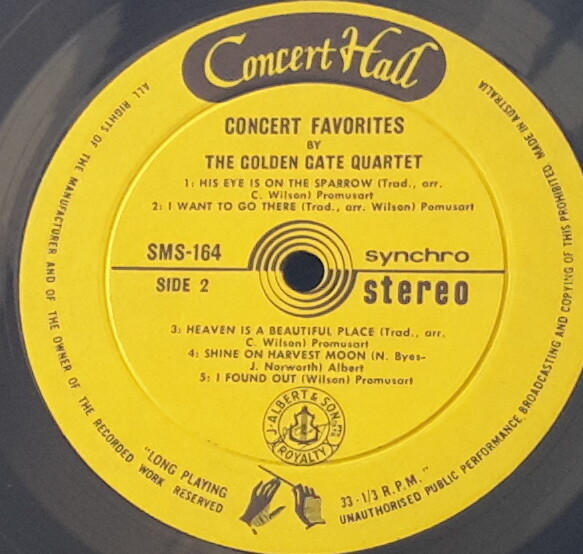 Concert Hall
CONCERT FAVORITES
BY
THE GOLDEN GATE QUARTET
1: HIS EYE IS ON THE SPARROW (Trad., arr.
C. Wilson) Promusart
2: I WANT TO GO THERE (Trad., arr. Wilson) Pomusart
SMS-164
synchro
SIDE 2
stereo
3: HEAVEN IS A BEAUTIFUL PLACE (Trad., arr.
C. Wilson) Promusart
4: SHINE ON HARVEST MOON (N. Byes-
J. Norworth) Albert
5: I FOUND OUT (Wilson) Promusart
J. ALBERT & SON
ROYALTY
ALL RIGHTS OF THE MANUFACTURER AND OF THE OWNER OF THE RECORDED WORK RESERVED
"LONG PLAYING
33-1/3 R.P.M."
UNAUTHORISED PUBLIC PERFORMANCE, BROADCASTING AND COPYING OF THIS PROHIBITED. MADE IN AUSTRALIA